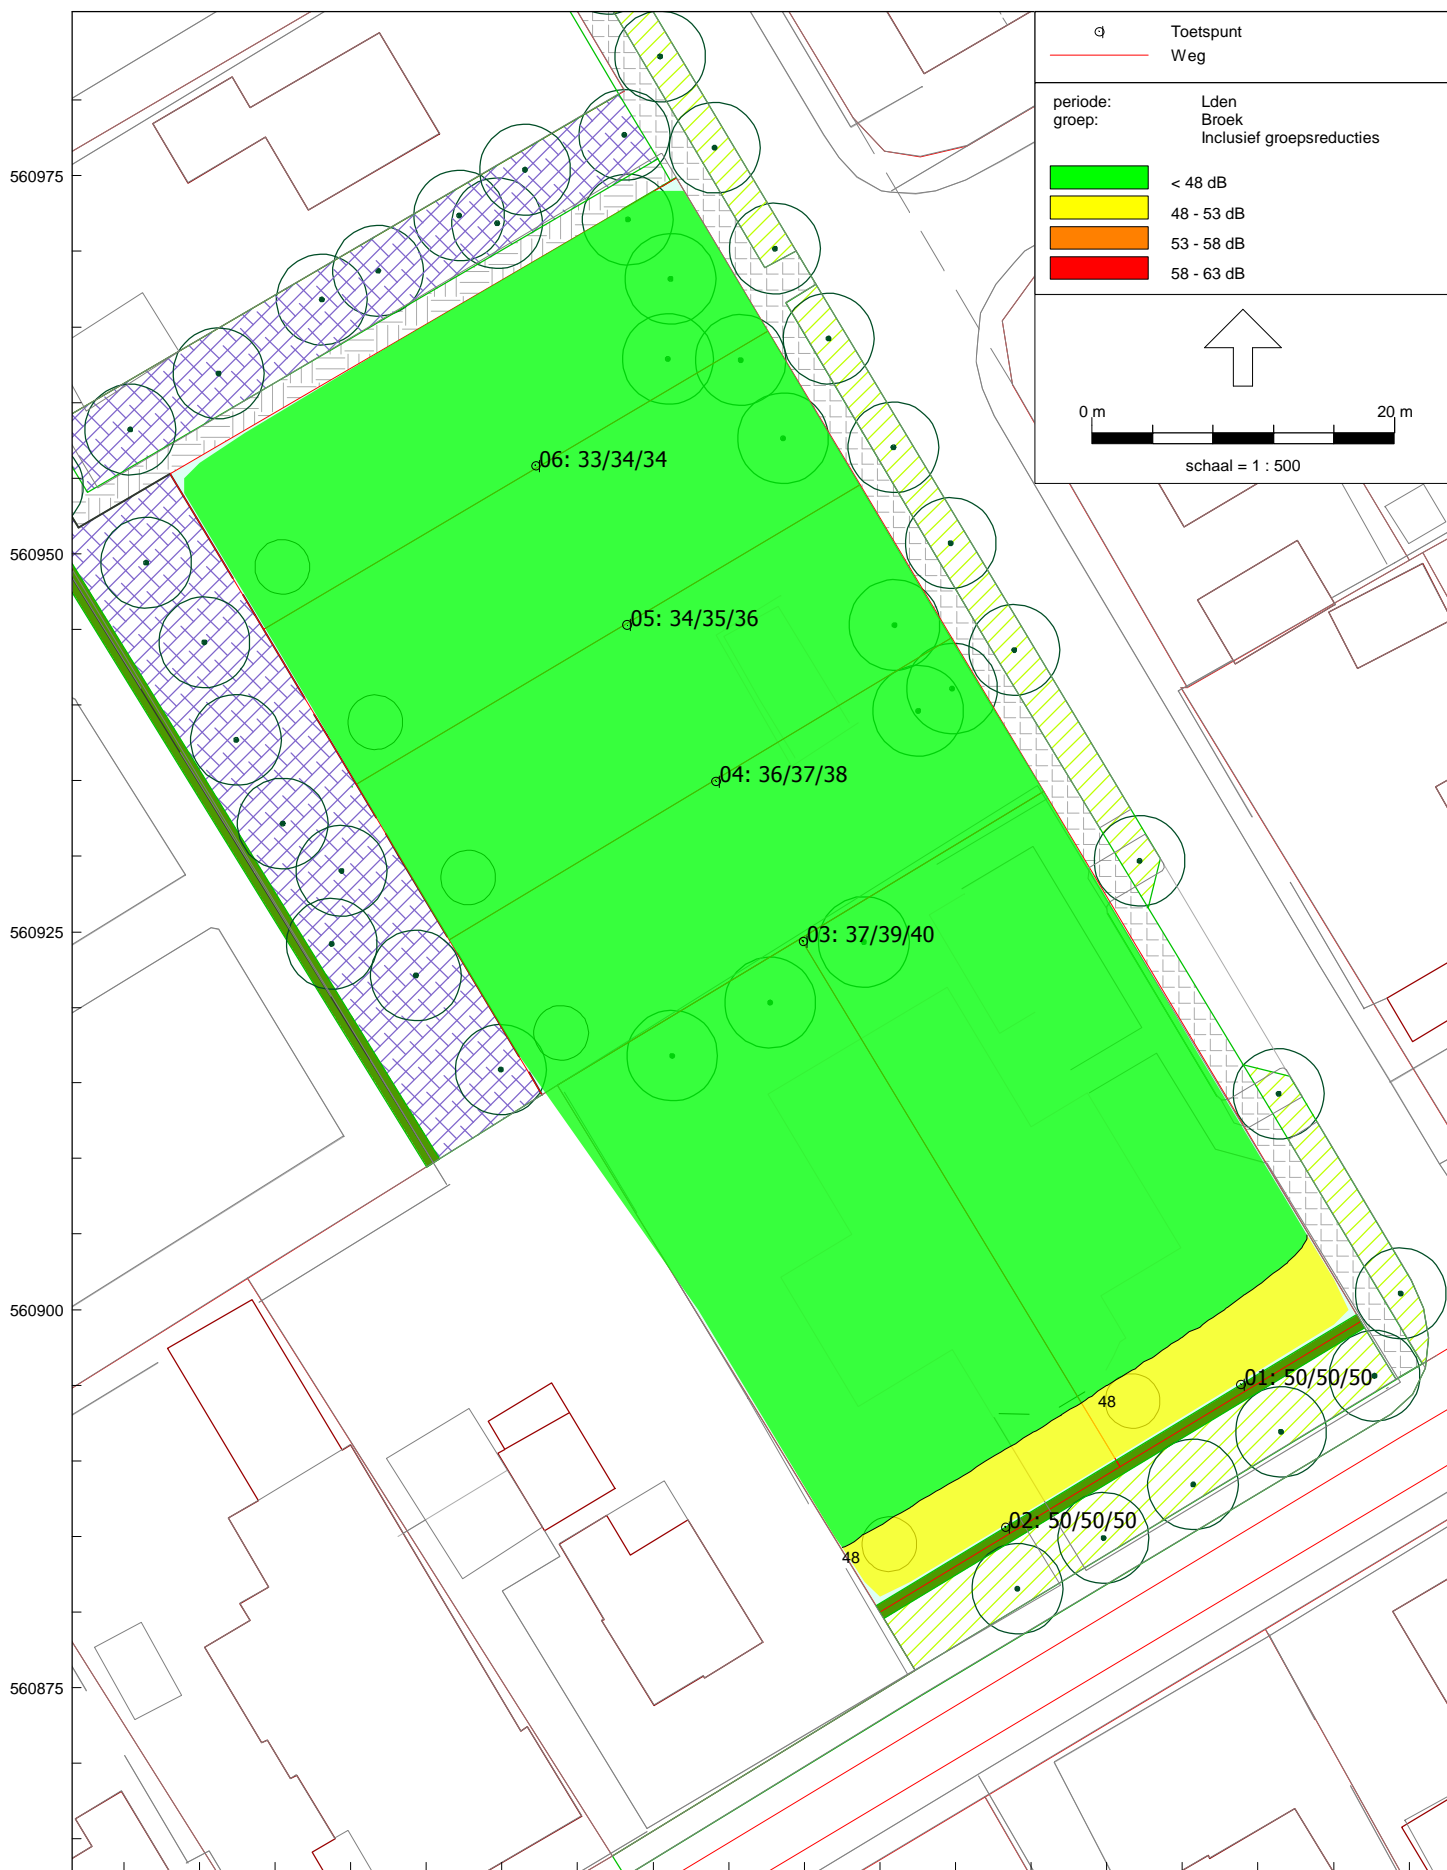 Toetspunt
Weg
periode: Lden
groep: Broek
Inclusief groepsreducties
< 48 dB
48 - 53 dB
53 - 58 dB
58 - 63 dB
0 m 20 m
schaal = 1 : 500
560975
06: 33/34/34
560950
05: 34/35/36
04: 36/37/38
560925
03: 37/39/40
560900
01: 50/50/50
48
02: 50/50/50
48
560875